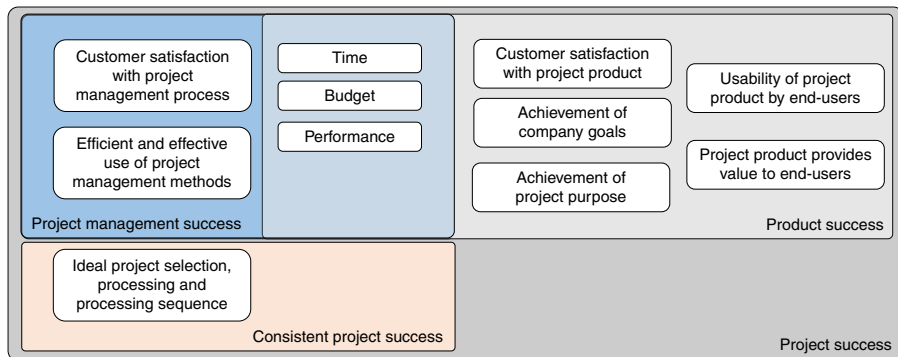 Customer satisfaction
with project
management process
Efficient and effective
use of project
management methods
Project management success
Time
Budget
Performance
Customer satisfaction
with project product
Achievement of
company goals
Achievement of
project purpose
Usability of project
product by end-users
Project product provides
value to end-users
Product success
Ideal project selection,
processing and
processing sequence
Consistent project success
Project success